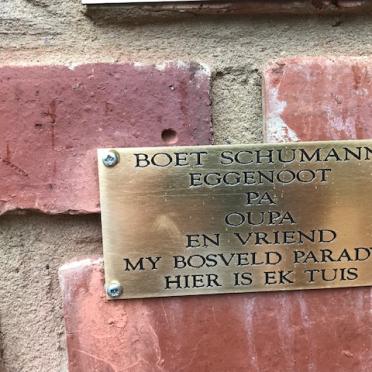 BOET SCHUMANN
EGGENOOT
PA
OUPA
EN VRIEND
MY BOSVELD PARADY
HIER IS EK TUIS